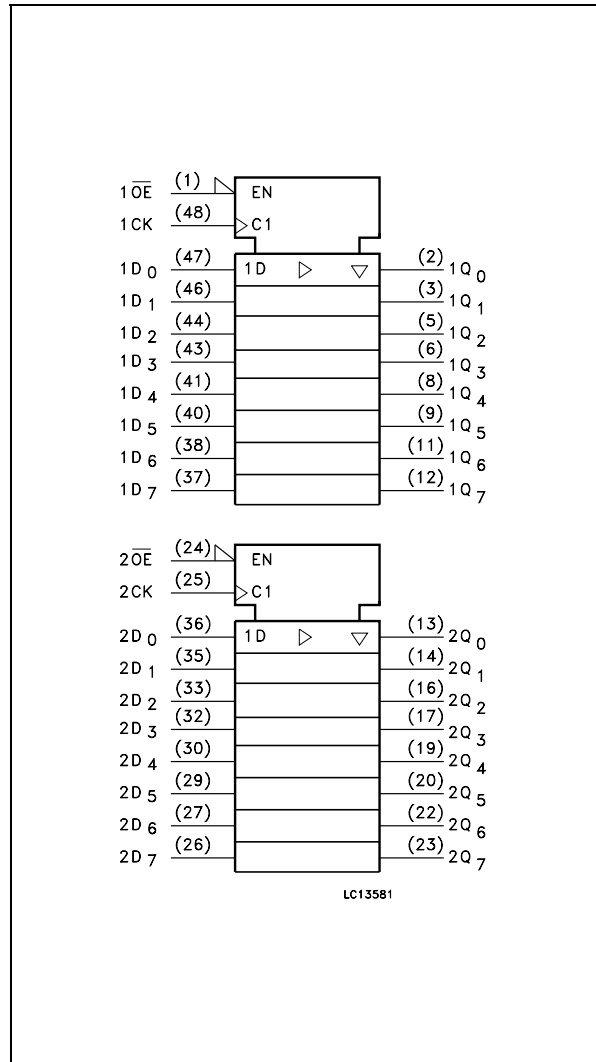 1O̅E̅ (1) EN
1CK (48) C1
1D0 (47) 1D (2) 1Q0
1D1 (46) (3) 1Q1
1D2 (44) (5) 1Q2
1D3 (43) (6) 1Q3
1D4 (41) (8) 1Q4
1D5 (40) (9) 1Q5
1D6 (38) (11) 1Q6
1D7 (37) (12) 1Q7
2O̅E̅ (24) EN
2CK (25) C1
2D0 (36) 1D (13) 2Q0
2D1 (35) (14) 2Q1
2D2 (33) (16) 2Q2
2D3 (32) (17) 2Q3
2D4 (30) (19) 2Q4
2D5 (29) (20) 2Q5
2D6 (27) (22) 2Q6
2D7 (26) (23) 2Q7
LC13581